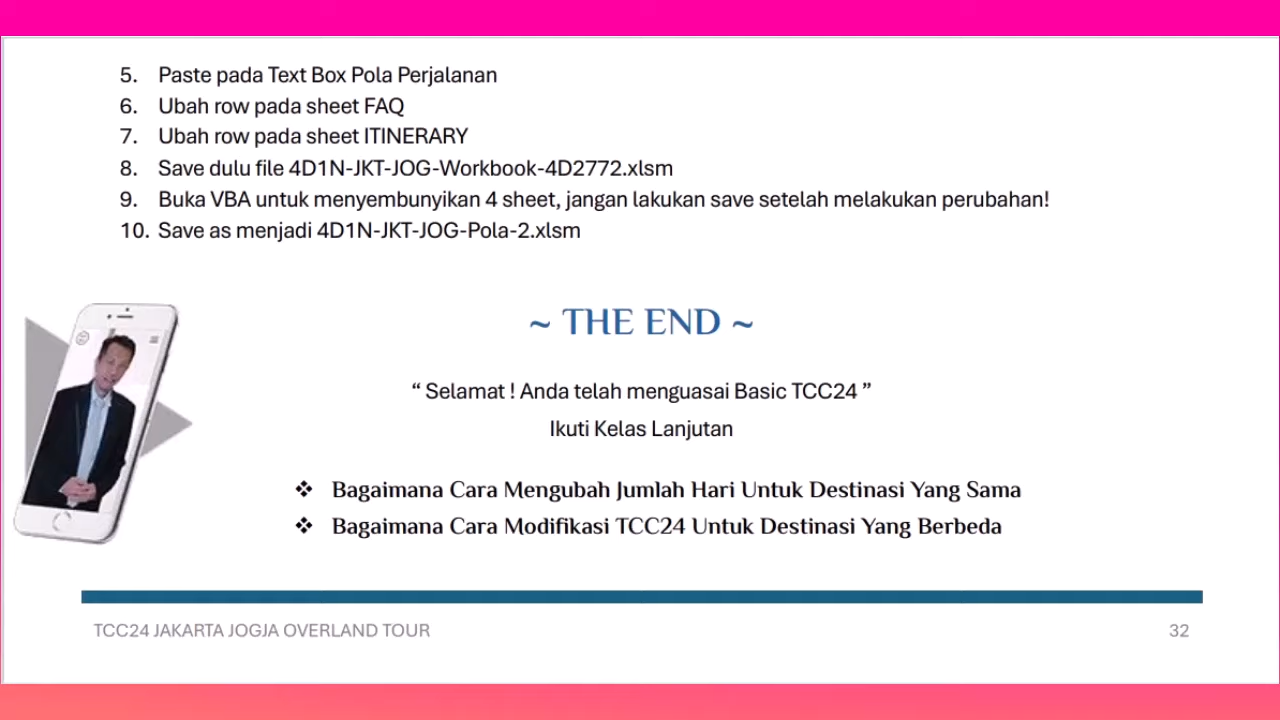 5. Paste pada Text Box Pola Perjalanan
6. Ubah row pada sheet FAQ
7. Ubah row pada sheet ITINERARY
8. Save dulu file 4D1N-JKT-JOG-Workbook-4D2772.xlsm
9. Buka VBA untuk menyembunyikan 4 sheet, jangan lakukan save setelah melakukan perubahan!
10. Save as menjadi 4D1N-JKT-JOG-Pola-2.xlsm
~ THE END ~
“ Selamat ! Anda telah menguasai Basic TCC24 ”
Ikuti Kelas Lanjutan
❖ Bagaimana Cara Mengubah Jumlah Hari Untuk Destinasi Yang Sama
❖ Bagaimana Cara Modifikasi TCC24 Untuk Destinasi Yang Berbeda
TCC24 JAKARTA JOGJA OVERLAND TOUR 32